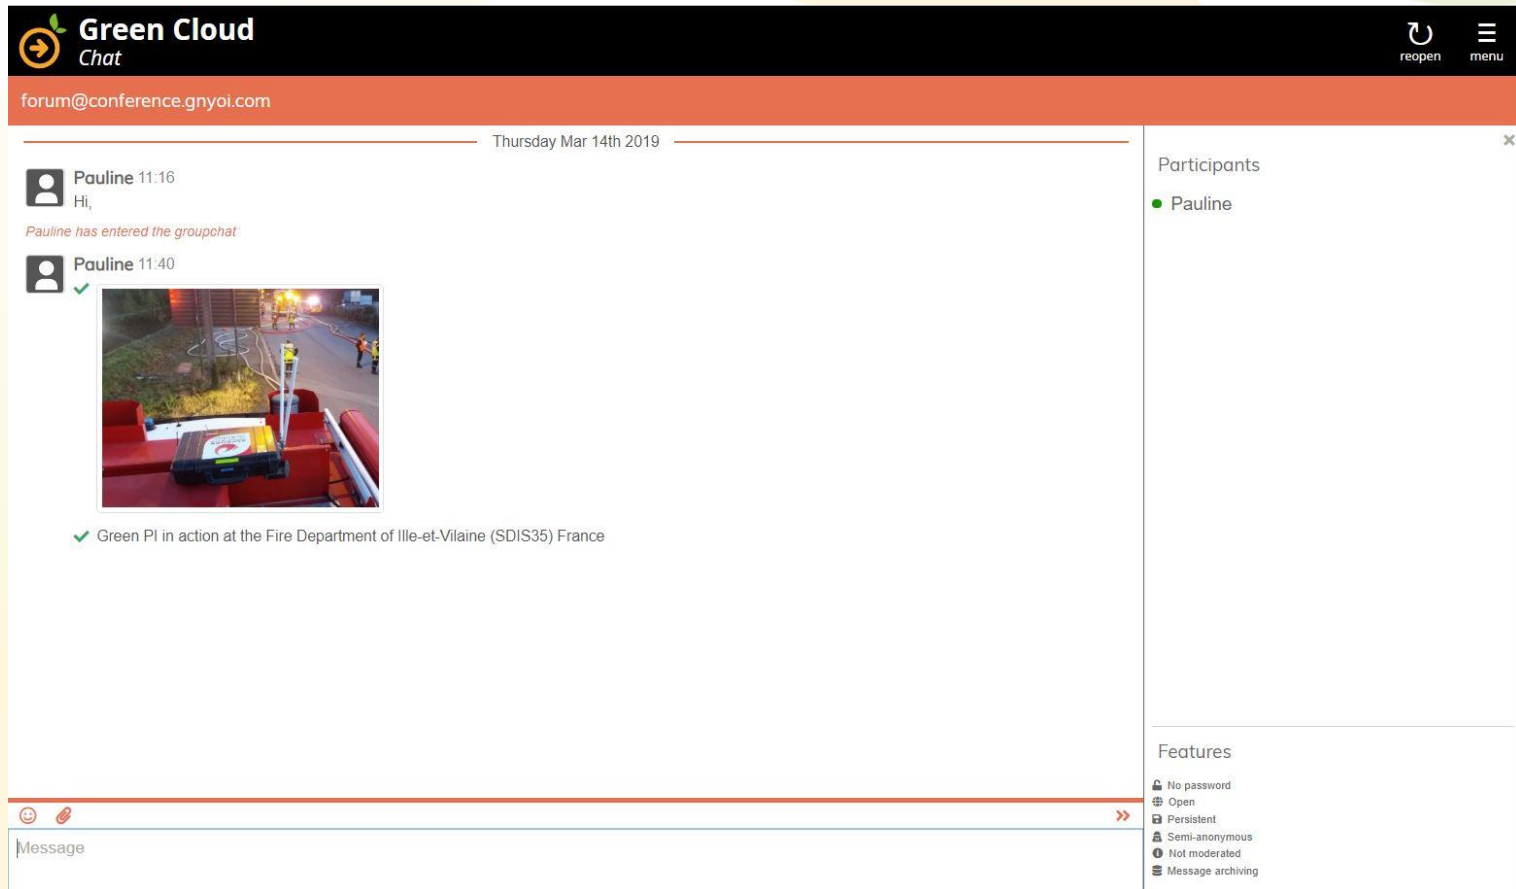 Green Cloud
Chat
reopen
menu
forum@conference.gnyoi.com
Thursday Mar 14th 2019
Pauline 11:16
Hi,
Pauline has entered the groupchat
Pauline 11:40
Green PI in action at the Fire Department of Ille-et-Vilaine (SDIS35) France
Message
Participants
Pauline
Features
No password
Open
Persistent
Semi-anonymous
Not moderated
Message archiving